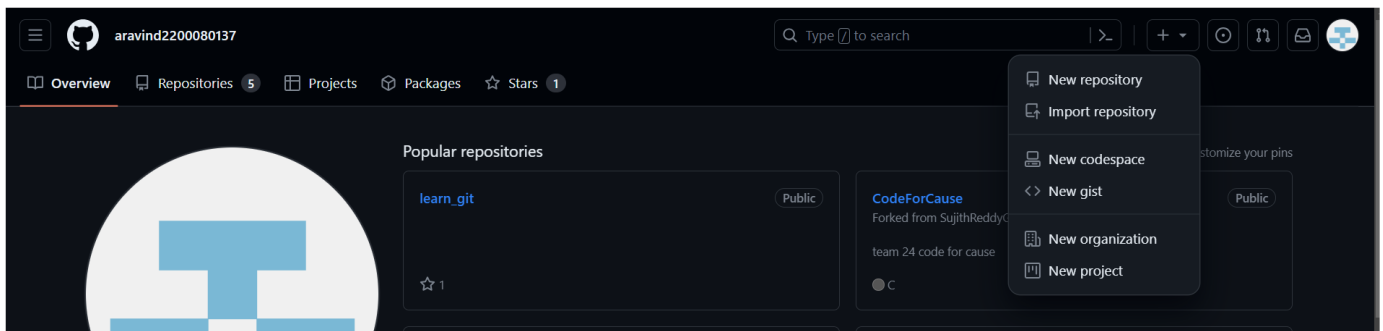 aravind2200080137
Type / to search
Overview Repositories 5 Projects Packages Stars 1
New repository
Import repository
New codespace
New gist
New organization
New project
Popular repositories
stomize your pins
learn_git Public
1
CodeForCause Public
Forked from SujithReddy
team 24 code for cause
C